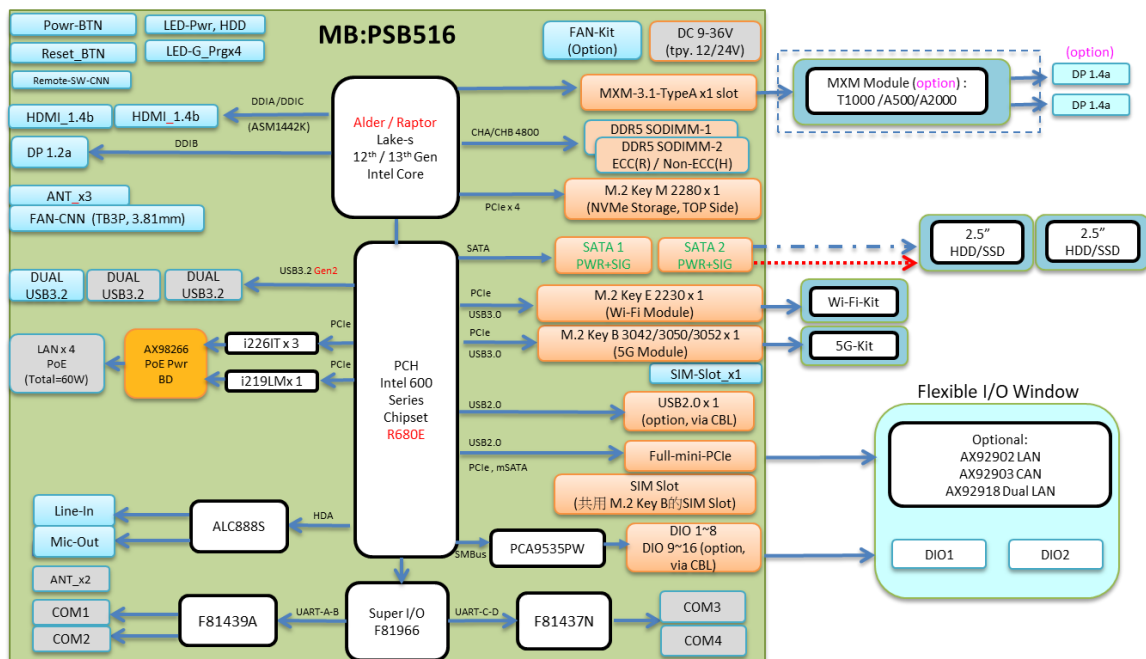 Powr-BTN
LED-Pwr, HDD
MB:PSB516
FAN-Kit
(Option)
DC 9-36V
(tpy. 12/24V)
Reset_BTN
LED-G_Prgx4
Remote-SW-CNN
(option)
MXM-3.1-TypeA x1 slot
MXM Module (option) :
T1000 /A500/A2000
DP 1.4a
DP 1.4a
HDMI_1.4b
HDMI_1.4b
DDIA/DDIC
(ASM1442K)
DP 1.2a
DDIB
Alder / Raptor
Lake-s
12th / 13th Gen
Intel Core
CHA/CHB 4800
DDR5 SODIMM-1
DDR5 SODIMM-2
ECC(R) / Non-ECC(H)
PCIe x 4
M.2 Key M 2280 x 1
(NVMe Storage, TOP Side)
ANT_x3
FAN-CNN (TB3P, 3.81mm)
SATA
SATA 1
PWR+SIG
SATA 2
PWR+SIG
2.5”
HDD/SSD
2.5”
HDD/SSD
DUAL
USB3.2
DUAL
USB3.2
DUAL
USB3.2
USB3.2 Gen2
PCIe
USB3.0
M.2 Key E 2230 x 1
(Wi-Fi Module)
Wi-Fi-Kit
PCIe
USB3.0
M.2 Key B 3042/3050/3052 x 1
(5G Module)
5G-Kit
SIM-Slot_x1
LAN x 4
PoE
(Total=60W)
AX98266
PoE Pwr
BD
i226IT x 3
PCIe
i219LMx 1
PCIe
PCH
Intel 600
Series
Chipset
R680E
USB2.0
USB2.0 x 1
(option, via CBL)
USB2.0
PCIe , mSATA
Full-mini-PCIe
SIM Slot
(共用 M.2 Key B的SIM Slot)
Flexible I/O Window
Optional:
AX92902 LAN
AX92903 CAN
AX92918 Dual LAN
DIO1
DIO2
Line-In
Mic-Out
ALC888S
HDA
SMBus
PCA9535PW
DIO 1~8
DIO 9~16 (option,
via CBL)
ANT_x2
COM1
COM2
F81439A
UART-A-B
Super I/O
F81966
UART-C-D
F81437N
COM3
COM4